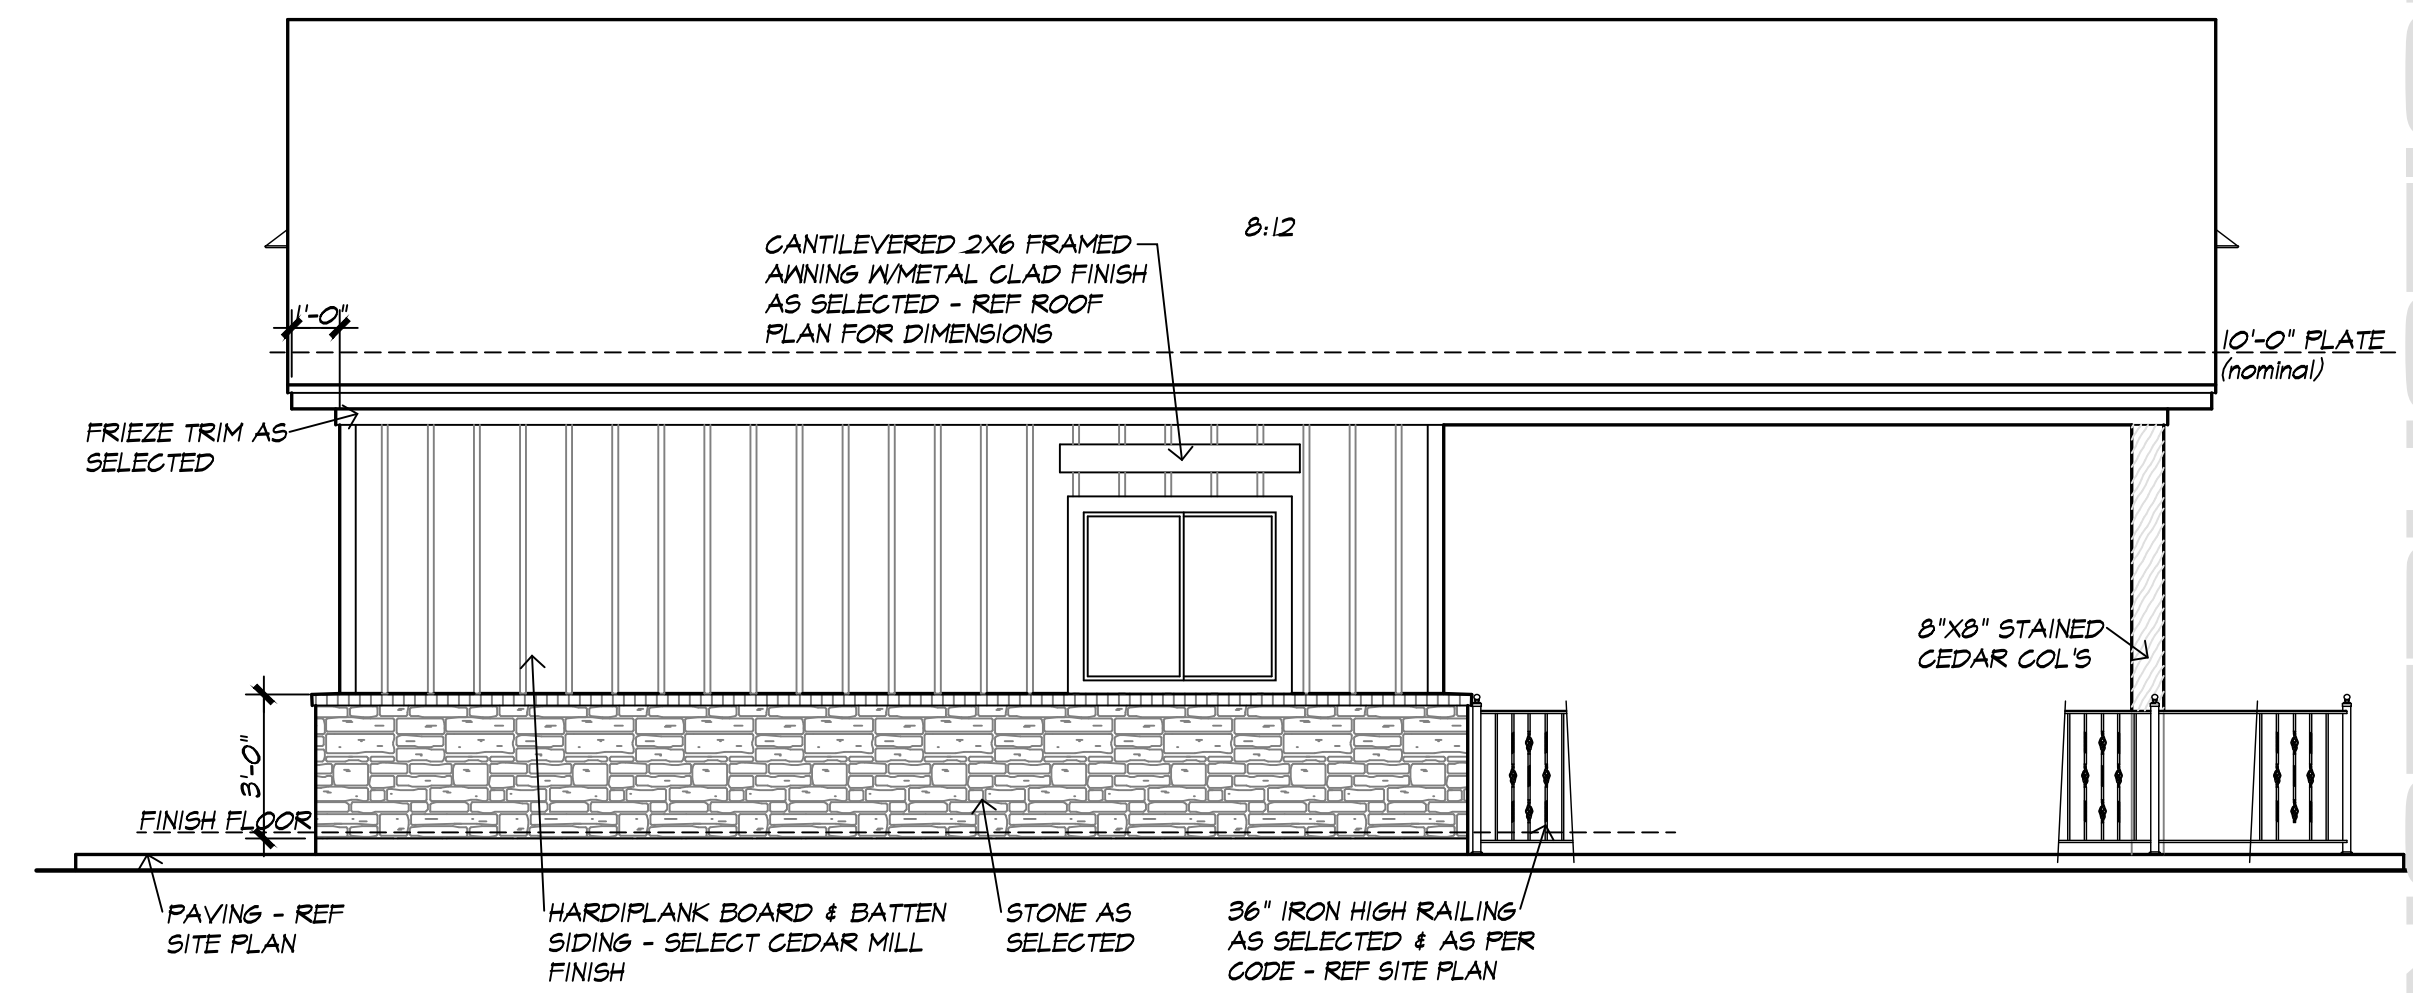 8:12
CANTILEVERED 2X6 FRAMED
AWNING W/METAL CLAD FINISH
AS SELECTED - REF ROOF
PLAN FOR DIMENSIONS
1'-0"
10'-0" PLATE
(nominal)
FRIEZE TRIM AS
SELECTED
8"X8" STAINED
CEDAR COL'S
3'-0"
FINISH FLOOR
PAVING - REF
SITE PLAN
HARDIPLANK BOARD & BATTEN
SIDING - SELECT CEDAR MILL
FINISH
STONE AS
SELECTED
36" IRON HIGH RAILING
AS SELECTED & AS PER
CODE - REF SITE PLAN